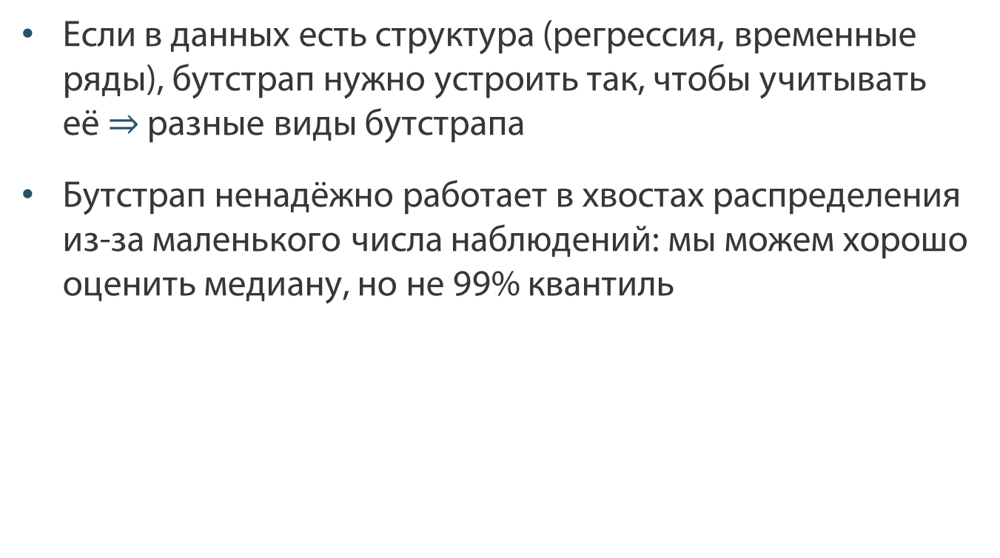 • Если в данных есть структура (регрессия, временные
ряды), бутстрап нужно устроить так, чтобы учитывать
её ⇒ разные виды бутстрапа
• Бутстрап ненадёжно работает в хвостах распределения
из-за маленького числа наблюдений: мы можем хорошо
оценить медиану, но не 99% квантиль